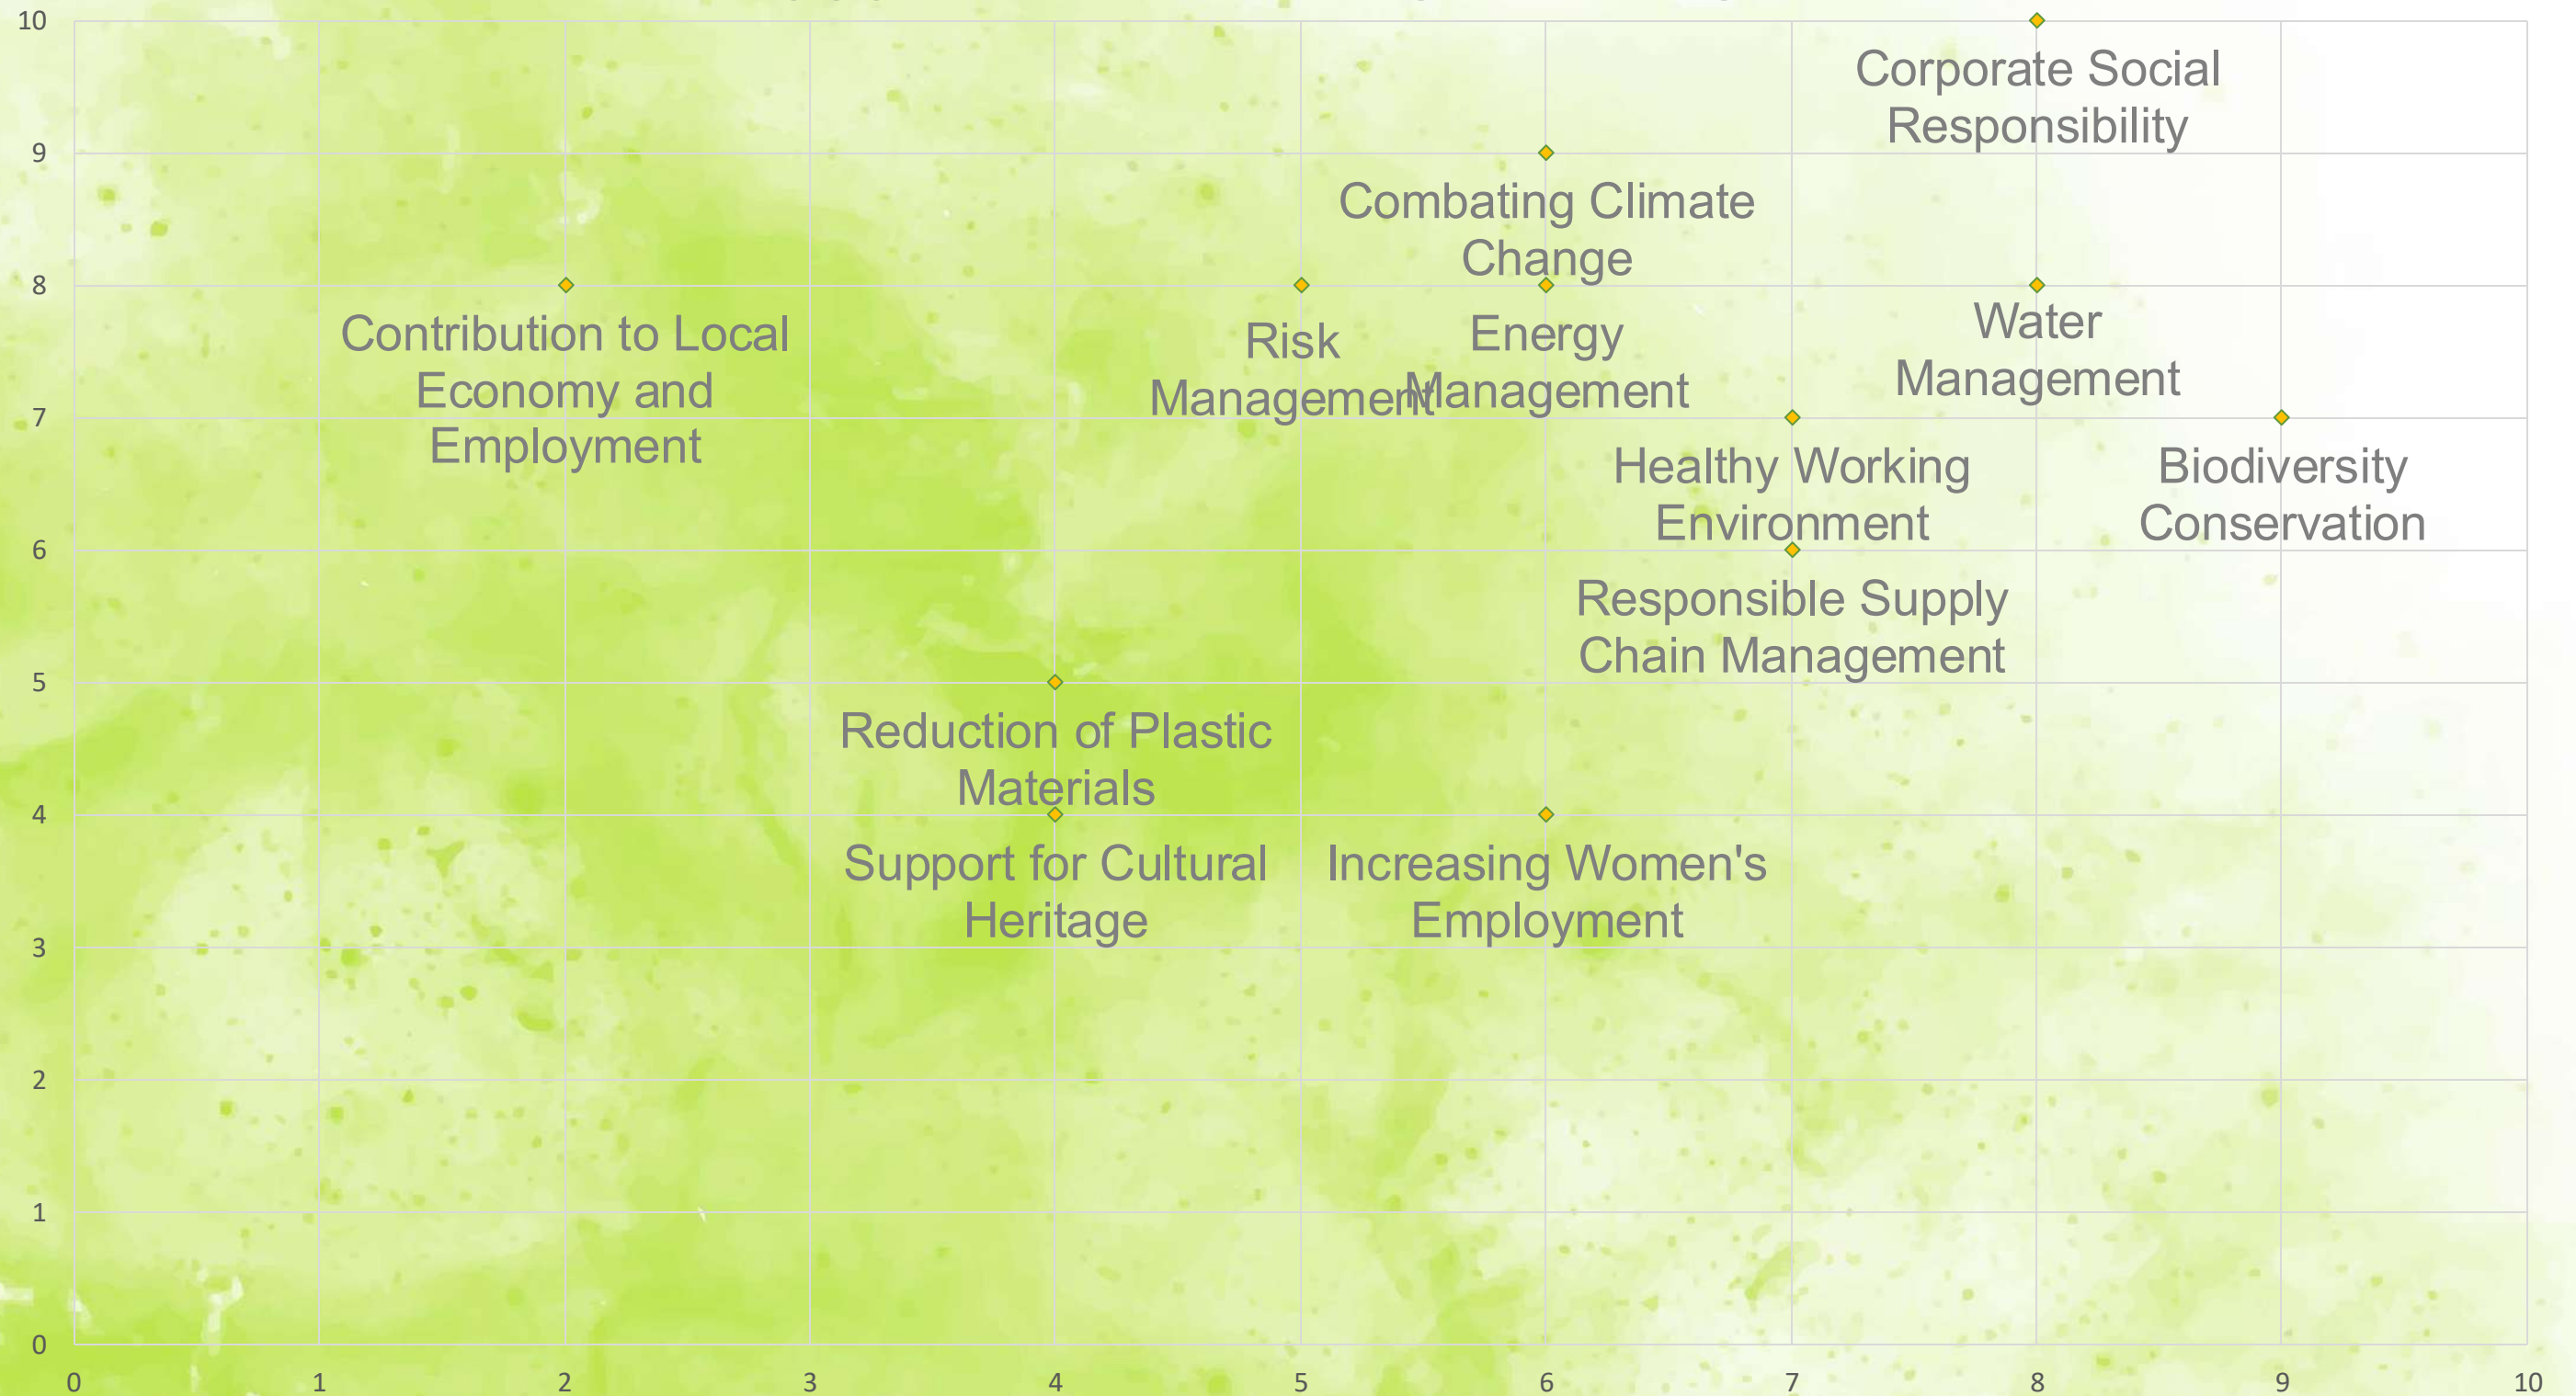 10
Corporate Social
Responsibility
9
Combating Climate
Change
8
Contribution to Local
Economy and
Employment
Risk
Management
Energy
Management
Water
Management
7
Healthy Working
Environment
Biodiversity
Conservation
6
Responsible Supply
Chain Management
5
Reduction of Plastic
Materials
4
Support for Cultural
Heritage
Increasing Women's
Employment
3
2
1
0
0 1 2 3 4 5 6 7 8 9 10